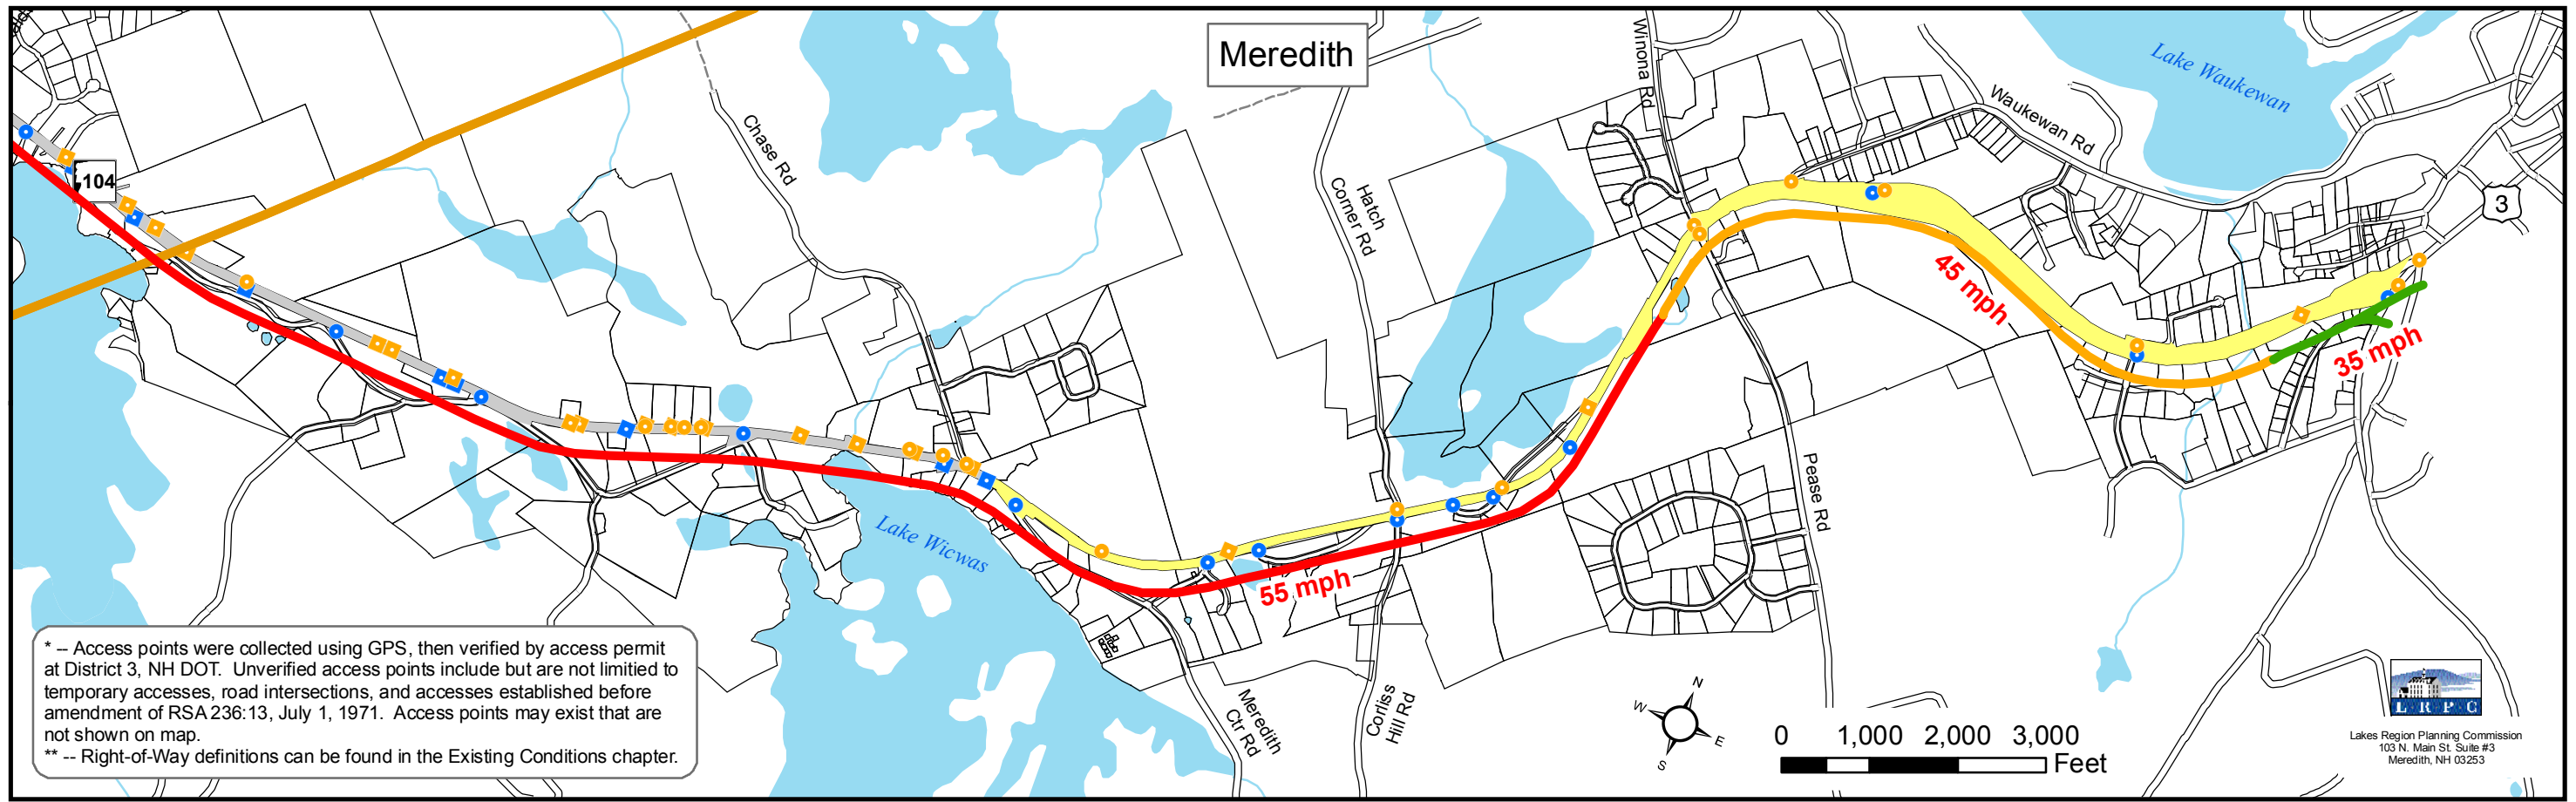 Meredith
Lake Waukewan
Winona Rd
Waukewan Rd
Chase Rd
104
Hatch
Corner Rd
3
45 mph
35 mph
Pease Rd
Lake Wicwas
55 mph
* -- Access points were collected using GPS, then verified by access permit
at District 3, NH DOT.  Unverified access points include but are not limitied to
temporary accesses, road intersections, and accesses established before
amendment of RSA 236:13, July 1, 1971.  Access points may exist that are
not shown on map.
** -- Right-of-Way definitions can be found in the Existing Conditions chapter.
Meredith
Ctr Rd
Corliss
Hill Rd
N
W
E
S
0 1,000 2,000 3,000
Feet
L R P C
Lakes Region Planning Commission
103 N. Main St. Suite #3
Meredith, NH 03253